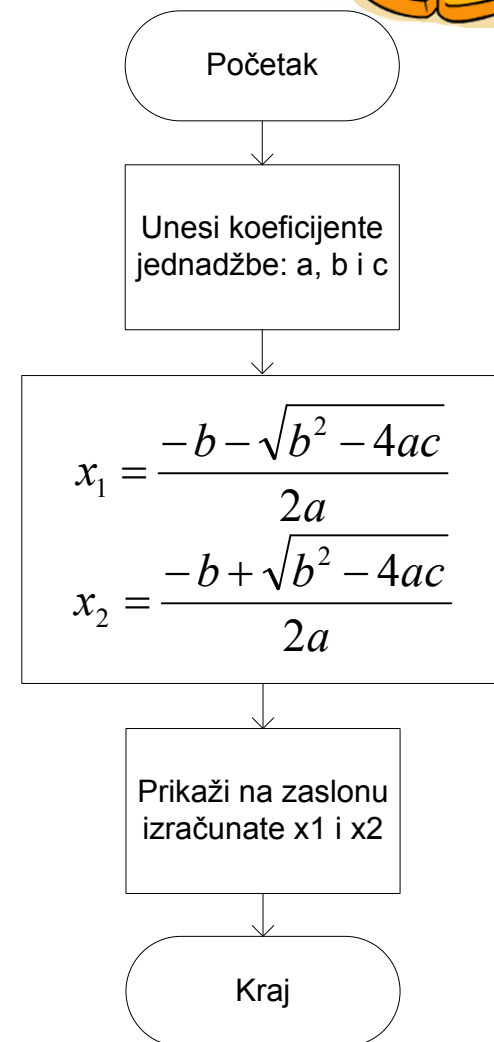 Početak
Unesi koeficijente
jednadžbe: a, b i c
x₁ = (−b − √(b² − 4ac)) / 2a
x₂ = (−b + √(b² − 4ac)) / 2a
Prikaži na zaslonu
izračunate x1 i x2
Kraj